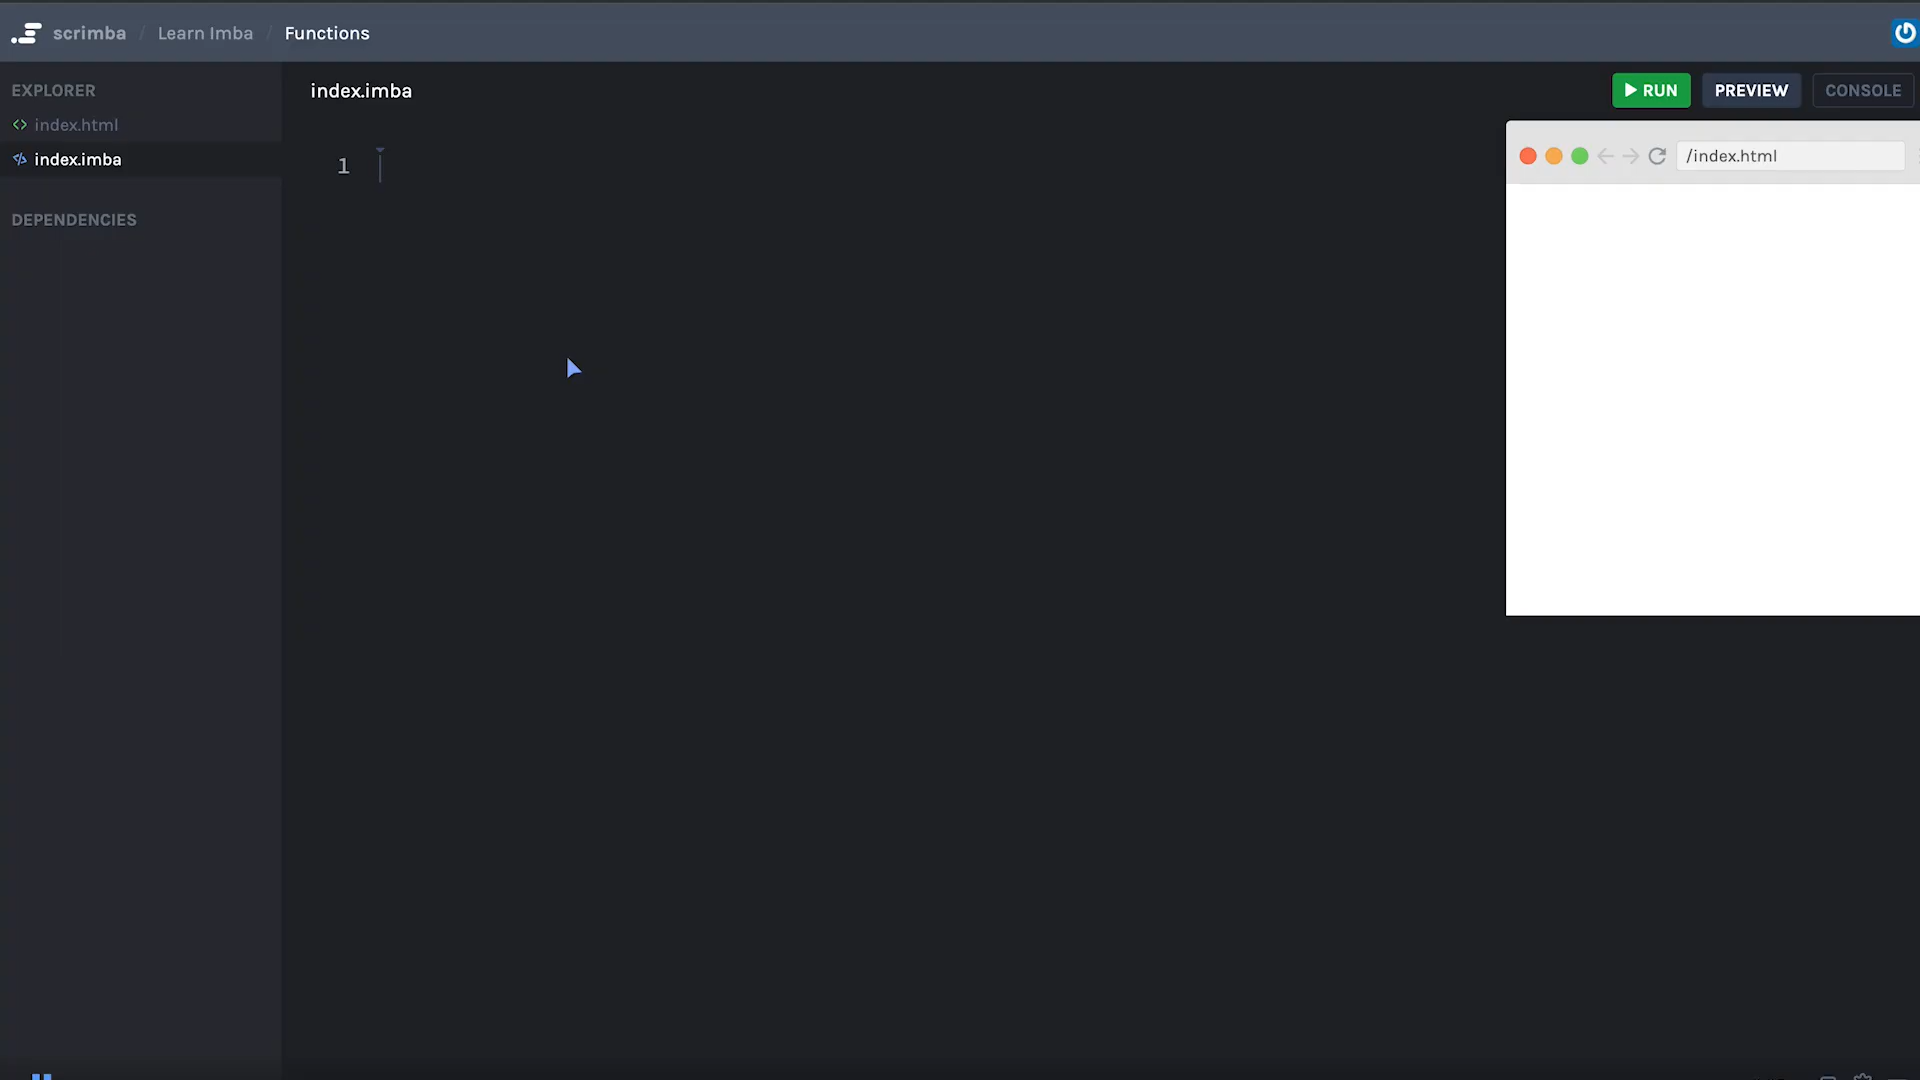 scrimba / Learn Imba / Functions
EXPLORER
index.html
index.imba
DEPENDENCIES
index.imba
RUN
PREVIEW
CONSOLE
/index.html
1